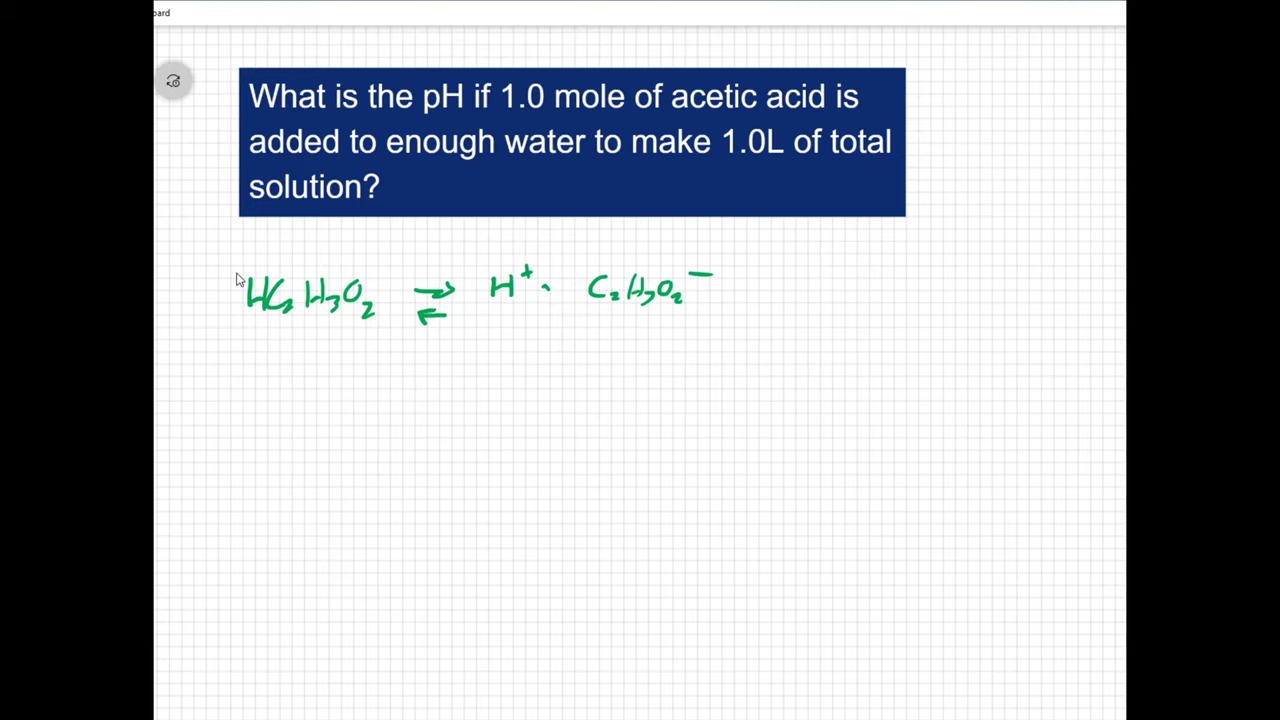 oard
What is the pH if 1.0 mole of acetic acid is
added to enough water to make 1.0L of total
solution?
HC₂H₃O₂ ⇌ H⁺ · C₂H₃O₂⁻